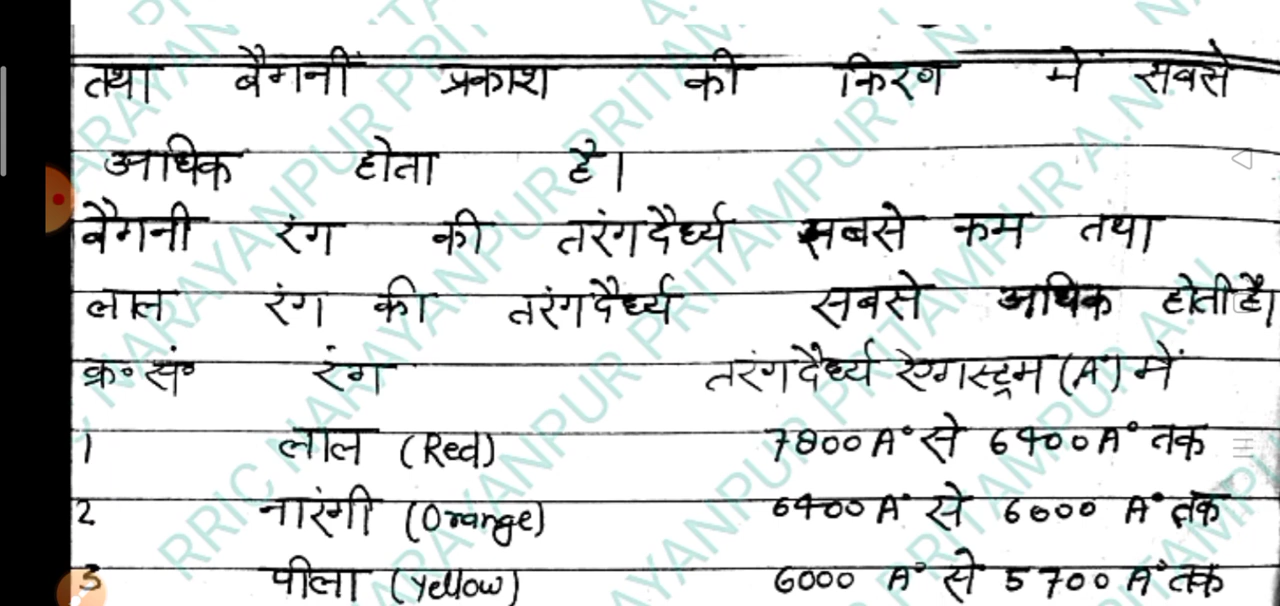 तथा बैगनी प्रकाश की किरण में सबसे
अधिक होता है।
बैगनी रंग की तरंगदैर्ध्य सबसे कम तथा
लाल रंग की तरंगदैर्ध्य सबसे अधिक होती है।
क्र॰सं॰ रंग तरंगदैर्ध्य ऐगस्ट्रम (A°) में
1 लाल (Red) 7800 A° से 6400 A° तक
2 नारंगी (Orange) 6400 A° से 6000 A° तक
3 पीला (Yellow) 6000 A° से 5700 A° तक